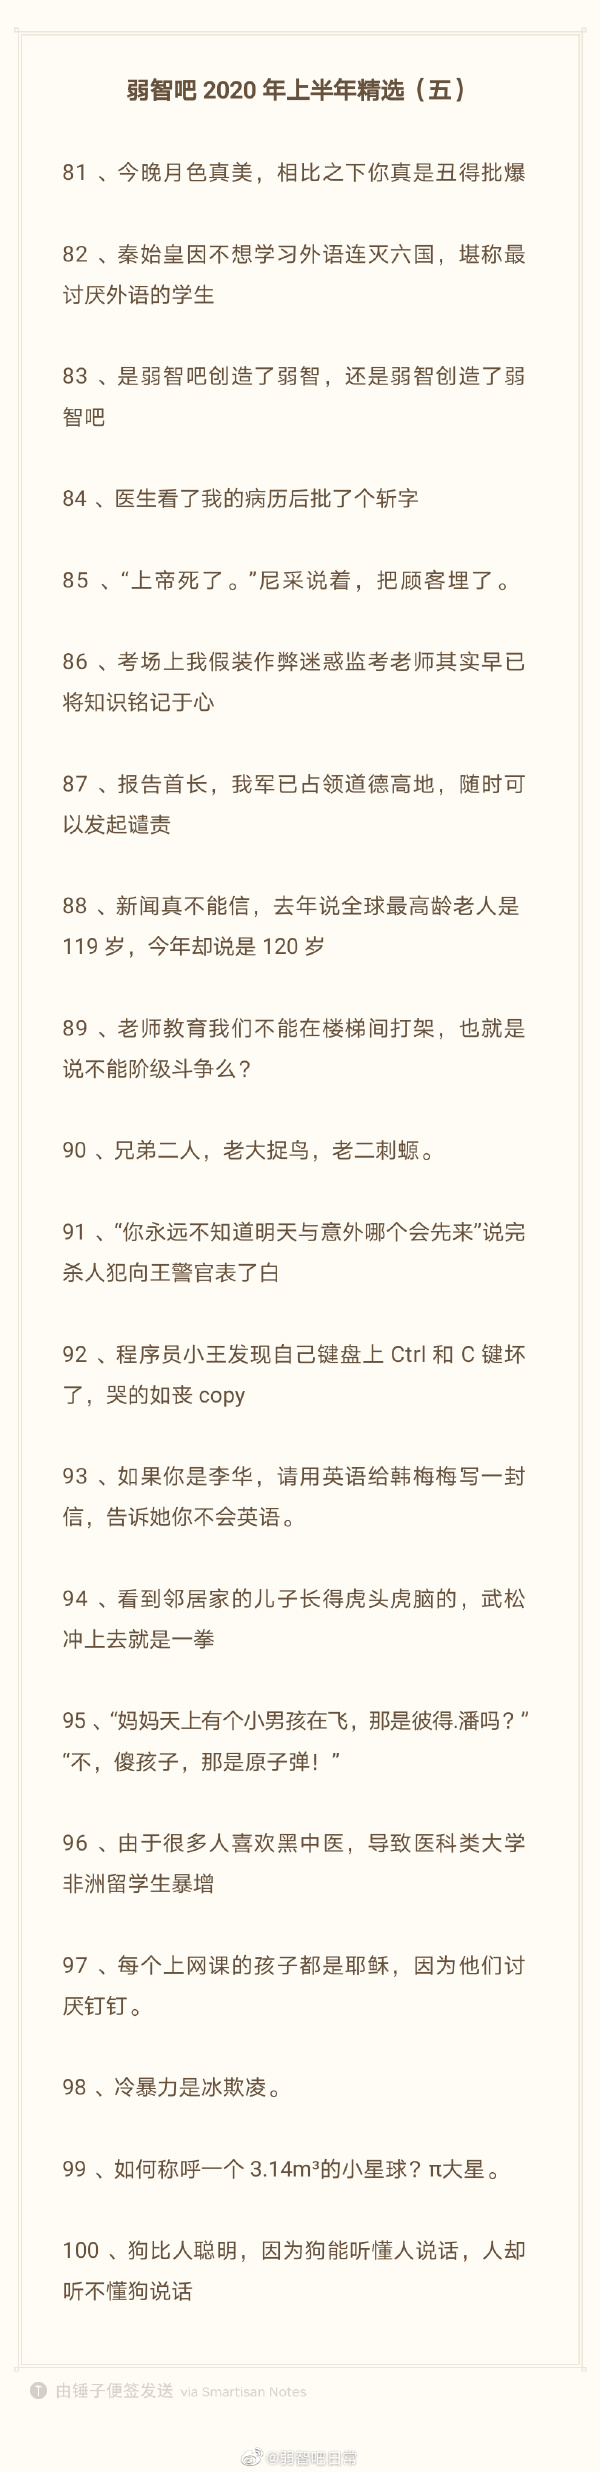 弱智吧 2020 年上半年精选（五）
81 、今晚月色真美，相比之下你真是丑得批爆
82 、秦始皇因不想学习外语连灭六国，堪称最
讨厌外语的学生
83 、是弱智吧创造了弱智，还是弱智创造了弱
智吧
84 、医生看了我的病历后批了个斩字
85 、“上帝死了。”尼采说着，把顾客埋了。
86 、考场上我假装作弊迷惑监考老师其实早已
将知识铭记于心
87 、报告首长，我军已占领道德高地，随时可
以发起谴责
88 、新闻真不能信，去年说全球最高龄老人是
119 岁，今年却说是 120 岁
89 、老师教育我们不能在楼梯间打架，也就是
说不能阶级斗争么？
90 、兄弟二人，老大捉鸟，老二刺螈。
91 、“你永远不知道明天与意外哪个会先来”说完
杀人犯向王警官表了白
92 、程序员小王发现自己键盘上 Ctrl 和 C 键坏
了，哭的如丧 copy
93 、如果你是李华，请用英语给韩梅梅写一封
信，告诉她你不会英语。
94 、看到邻居家的儿子长得虎头虎脑的，武松
冲上去就是一拳
95 、“妈妈天上有个小男孩在飞，那是彼得.潘吗？”
“不，傻孩子，那是原子弹！”
96 、由于很多人喜欢黑中医，导致医科类大学
非洲留学生暴增
97 、每个上网课的孩子都是耶稣，因为他们讨
厌钉钉。
98 、冷暴力是冰欺凌。
99 、如何称呼一个 3.14m³的小星球？π大星。
100 、狗比人聪明，因为狗能听懂人说话，人却
听不懂狗说话
由锤子便签发送 via Smartisan Notes
@弱智吧日常